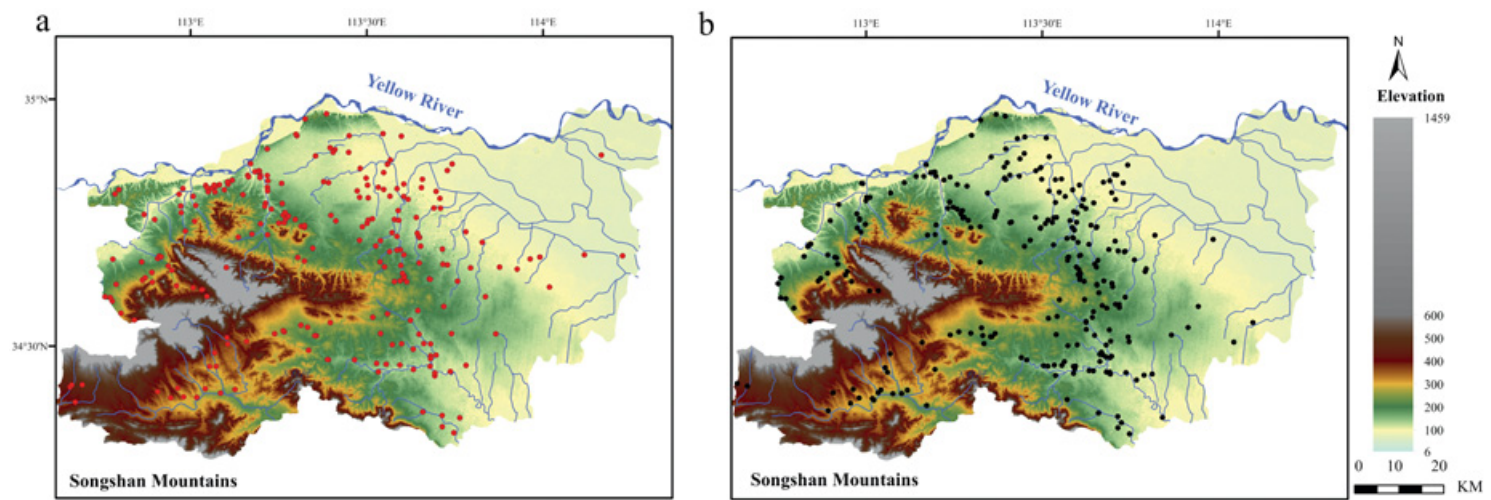 a
113°E
113°30'E
114°E
35°N
34°30'N
Yellow River
Songshan Mountains
b
113°E
113°30'E
114°E
Yellow River
Songshan Mountains
N
Elevation
1459
600
500
400
300
200
100
6
0 10 20
KM